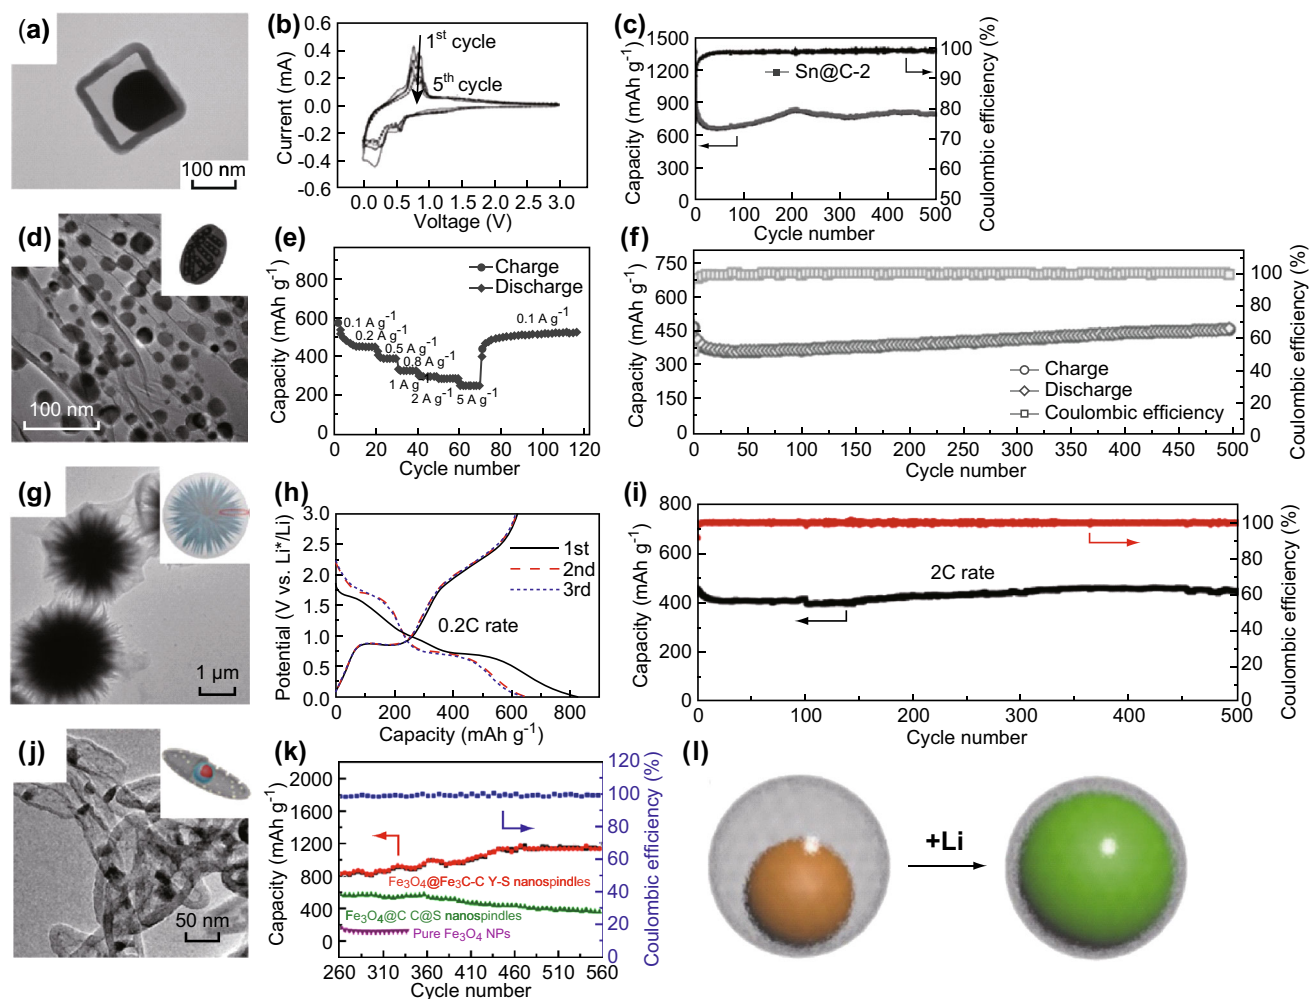 (a)
100 nm
(b)
Current (mA)
0.6
0.4
0.2
0.0
-0.2
-0.4
-0.6
1st cycle
5th cycle
0.0 0.5 1.0 1.5 2.0 2.5 3.0
Voltage (V)
(c)
Capacity (mAh g-1)
1500
1200
900
600
300
0
Sn@C-2
100
90
80
70
60
50
Coulombic efficiency (%)
0 100 200 300 400 500
Cycle number
(d)
100 nm
(e)
Capacity (mAh g-1)
800
600
400
200
0
Charge
Discharge
0.1 A g-1
0.2 A g-1
0.5 A g-1
0.8 A g-1
1 A g-1
2 A g-1
5 A g-1
0.1 A g-1
0 20 40 60 80 100 120
Cycle number
(f)
Capacity (mAh g-1)
750
600
450
300
150
0
Charge
Discharge
Coulombic efficiency
100
80
60
40
20
0
Coulombic efficiency (%)
0 50 100 150 200 250 300 350 400 450 500
Cycle number
(g)
1 μm
(h)
Potential (V vs. Li*/Li)
3.0
2.5
2.0
1.5
1.0
0.5
0.0
1st
2nd
3rd
0.2C rate
0 200 400 600 800
Capacity (mAh g-1)
(i)
Capacity (mAh g-1)
800
600
400
200
0
2C rate
100
80
60
40
20
0
Coulombic efficiency (%)
0 100 200 300 400 500
Cycle number
(j)
50 nm
(k)
Capacity (mAh g-1)
2000
1600
1200
800
400
0
Fe3O4@Fe3C-C Y-S nanospindles
Fe3O4@C C@S nanospindles
Pure Fe3O4 NPs
120
100
80
60
40
20
0
Coulombic efficiency (%)
260 310 360 410 460 510 560
Cycle number
(l)
+Li